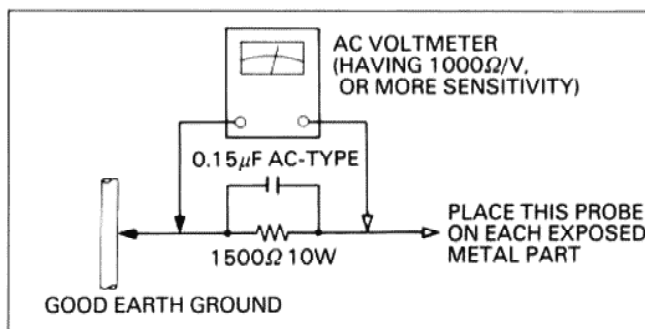 AC VOLTMETER
(HAVING 1000Ω/V,
OR MORE SENSITIVITY)
0.15μF AC-TYPE
1500Ω 10W
PLACE THIS PROBE
ON EACH EXPOSED
METAL PART
GOOD EARTH GROUND